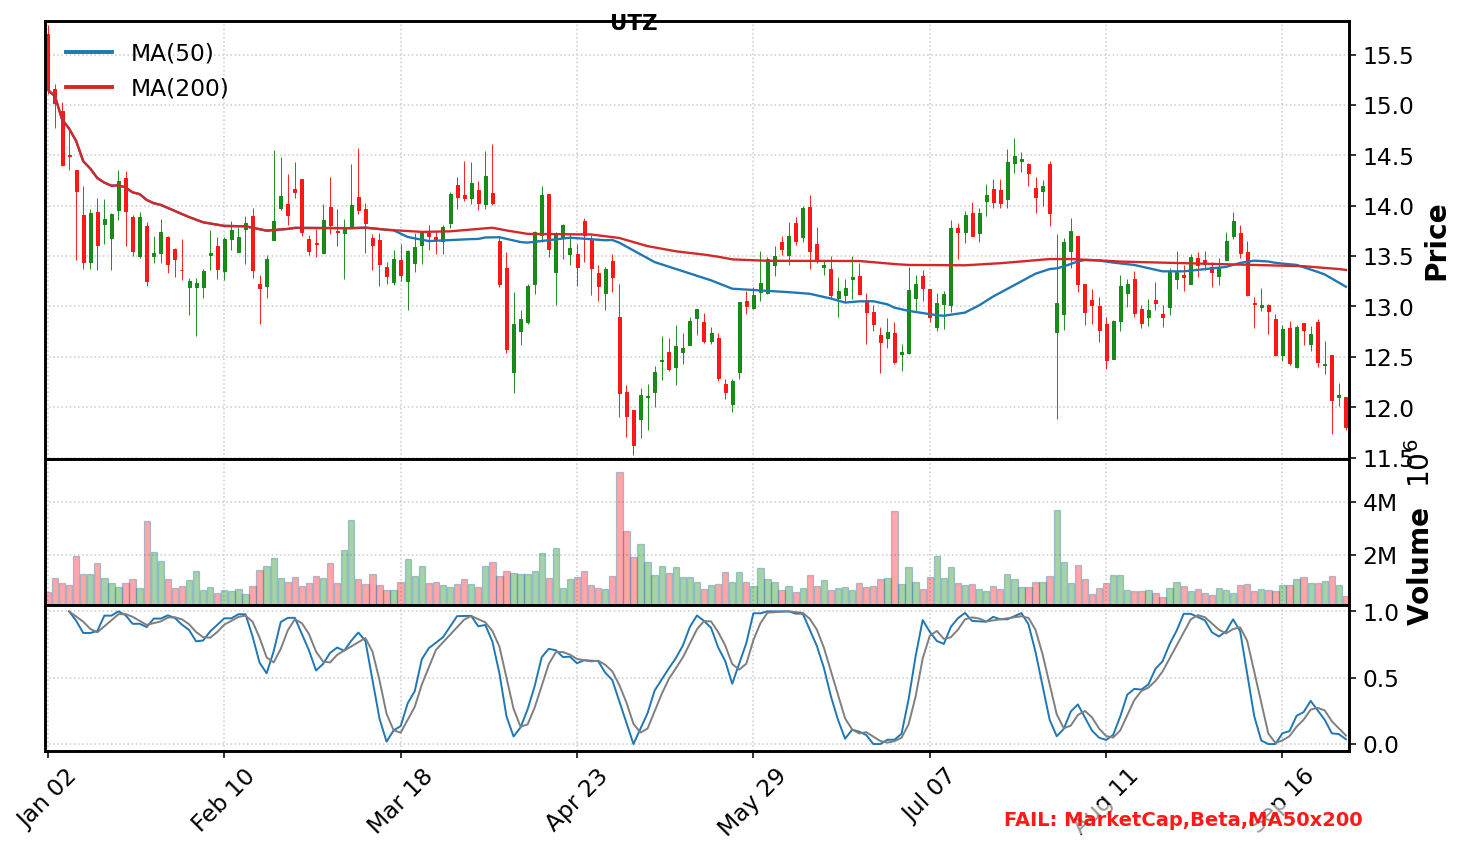 UTZ
MA(50)
MA(200)
15.5
15.0
14.5
14.0
13.5
13.0
12.5
12.0
11.5
Price
10⁶
4M
2M
Volume
1.0
0.5
0.0
Jan 02
Feb 10
Mar 18
Apr 23
May 29
Jul 07
Aug 11
Sep 16
FAIL: MarketCap,Beta,MA50x200